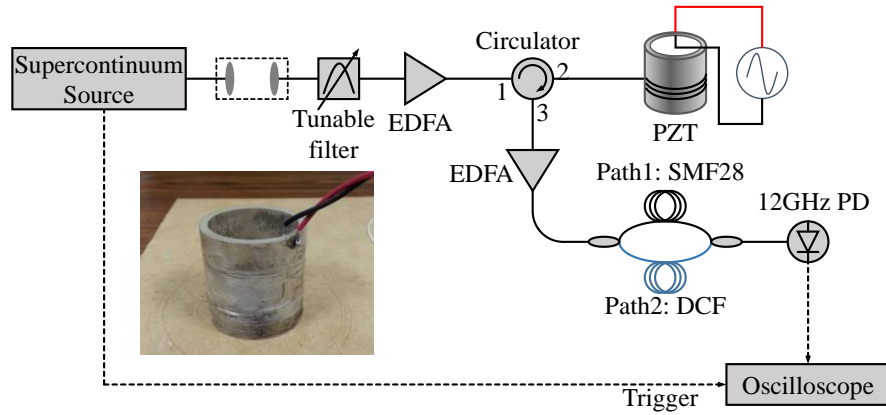 Supercontinuum
Source
Tunable
filter
EDFA
Circulator
1
2
3
PZT
EDFA
Path1: SMF28
Path2: DCF
12GHz PD
Oscilloscope
Trigger